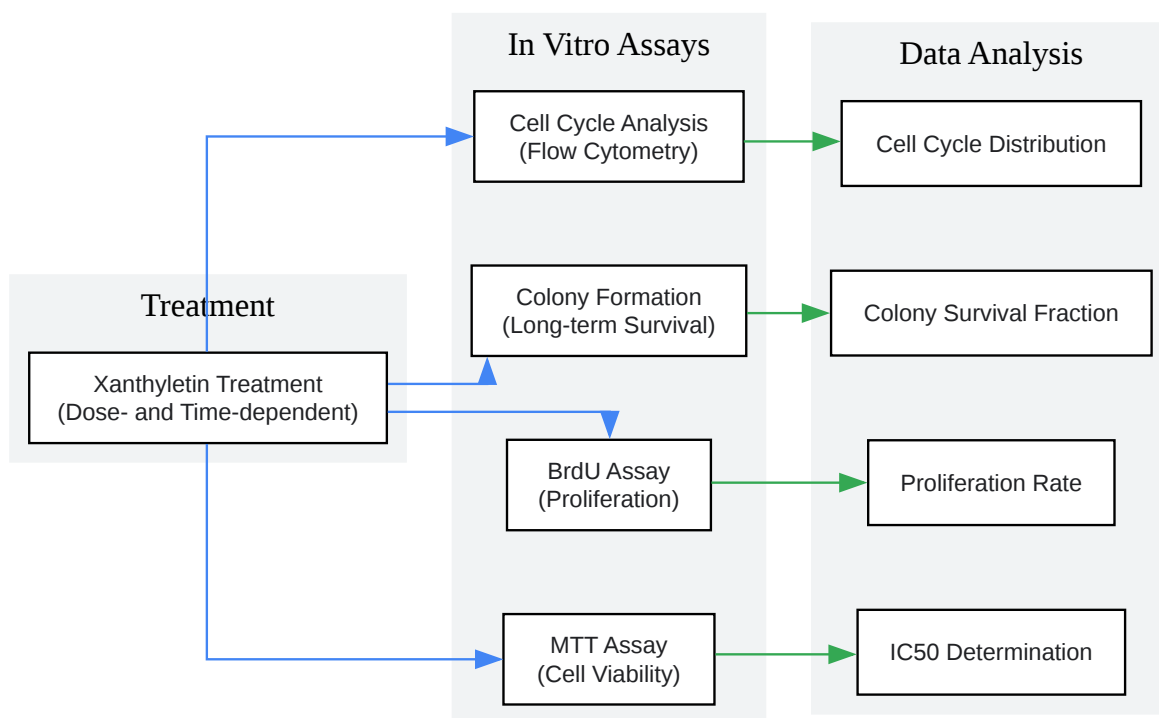 Treatment
Xanthyletin Treatment
(Dose- and Time-dependent)
In Vitro Assays
Cell Cycle Analysis
(Flow Cytometry)
Colony Formation
(Long-term Survival)
BrdU Assay
(Proliferation)
MTT Assay
(Cell Viability)
Data Analysis
Cell Cycle Distribution
Colony Survival Fraction
Proliferation Rate
IC50 Determination